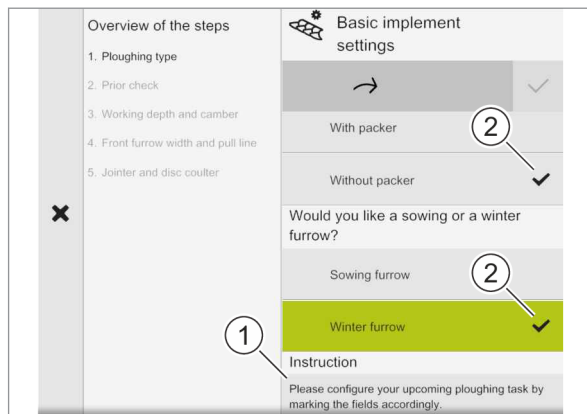 Overview of the steps
1. Ploughing type
2. Prior check
3. Working depth and camber
4. Front furrow width and pull line
5. Jointer and disc coulter
Basic implement
settings
With packer
2
Without packer
Would you like a sowing or a winter
furrow?
Sowing furrow
2
Winter furrow
1
Instruction
Please configure your upcoming ploughing task by
marking the fields accordingly.